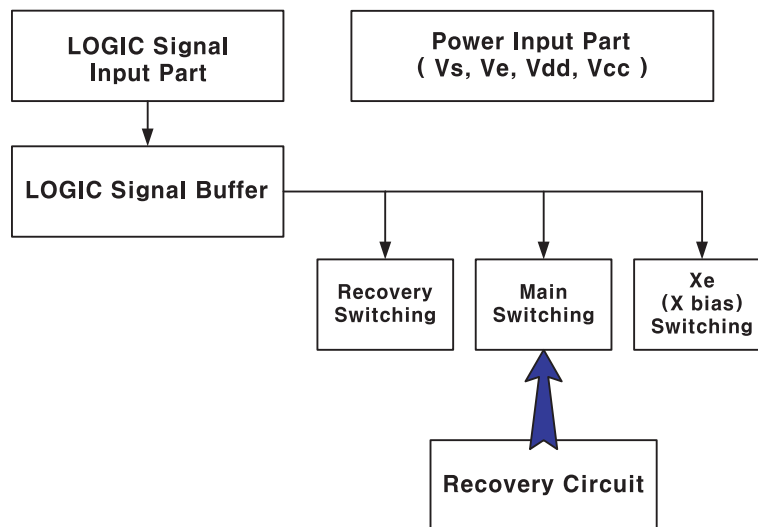 LOGIC Signal
Input Part
Power Input Part
( Vs, Ve, Vdd, Vcc )
LOGIC Signal Buffer
Recovery
Switching
Main
Switching
Xe
(X bias)
Switching
Recovery Circuit